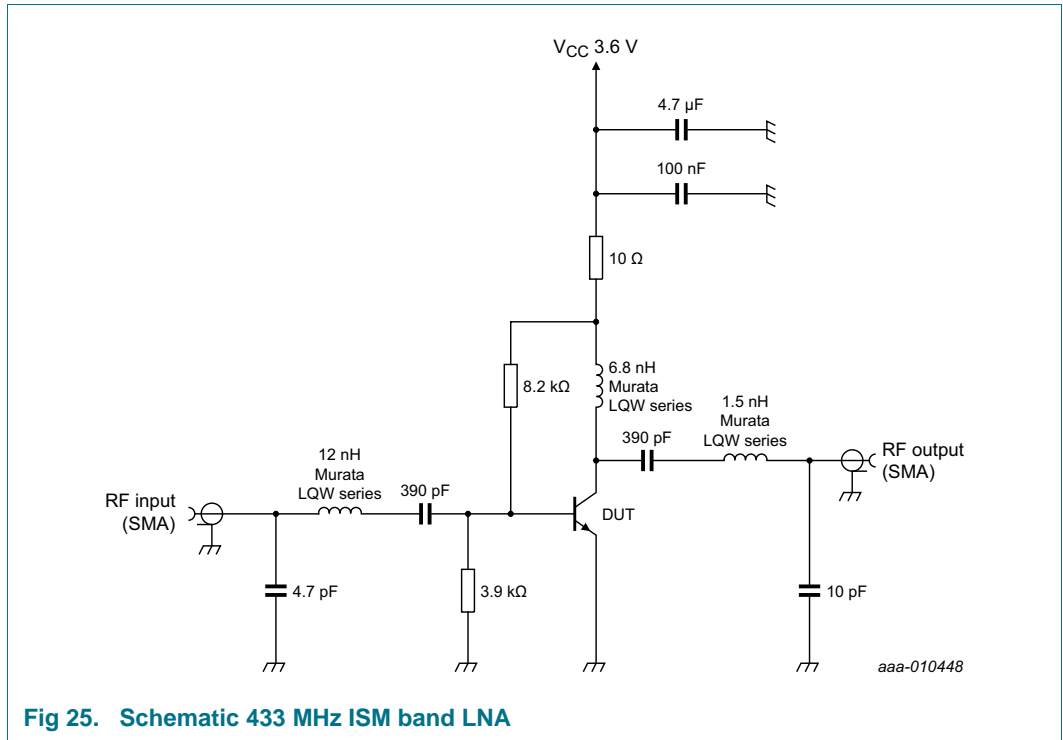 VCC 3.6 V
4.7 µF
100 nF
10 Ω
8.2 kΩ
6.8 nH
Murata
LQW series
1.5 nH
Murata
LQW series
390 pF
RF output
(SMA)
12 nH
Murata
LQW series
390 pF
RF input
(SMA)
DUT
4.7 pF
3.9 kΩ
10 pF
aaa-010448
Fig 25. Schematic 433 MHz ISM band LNA